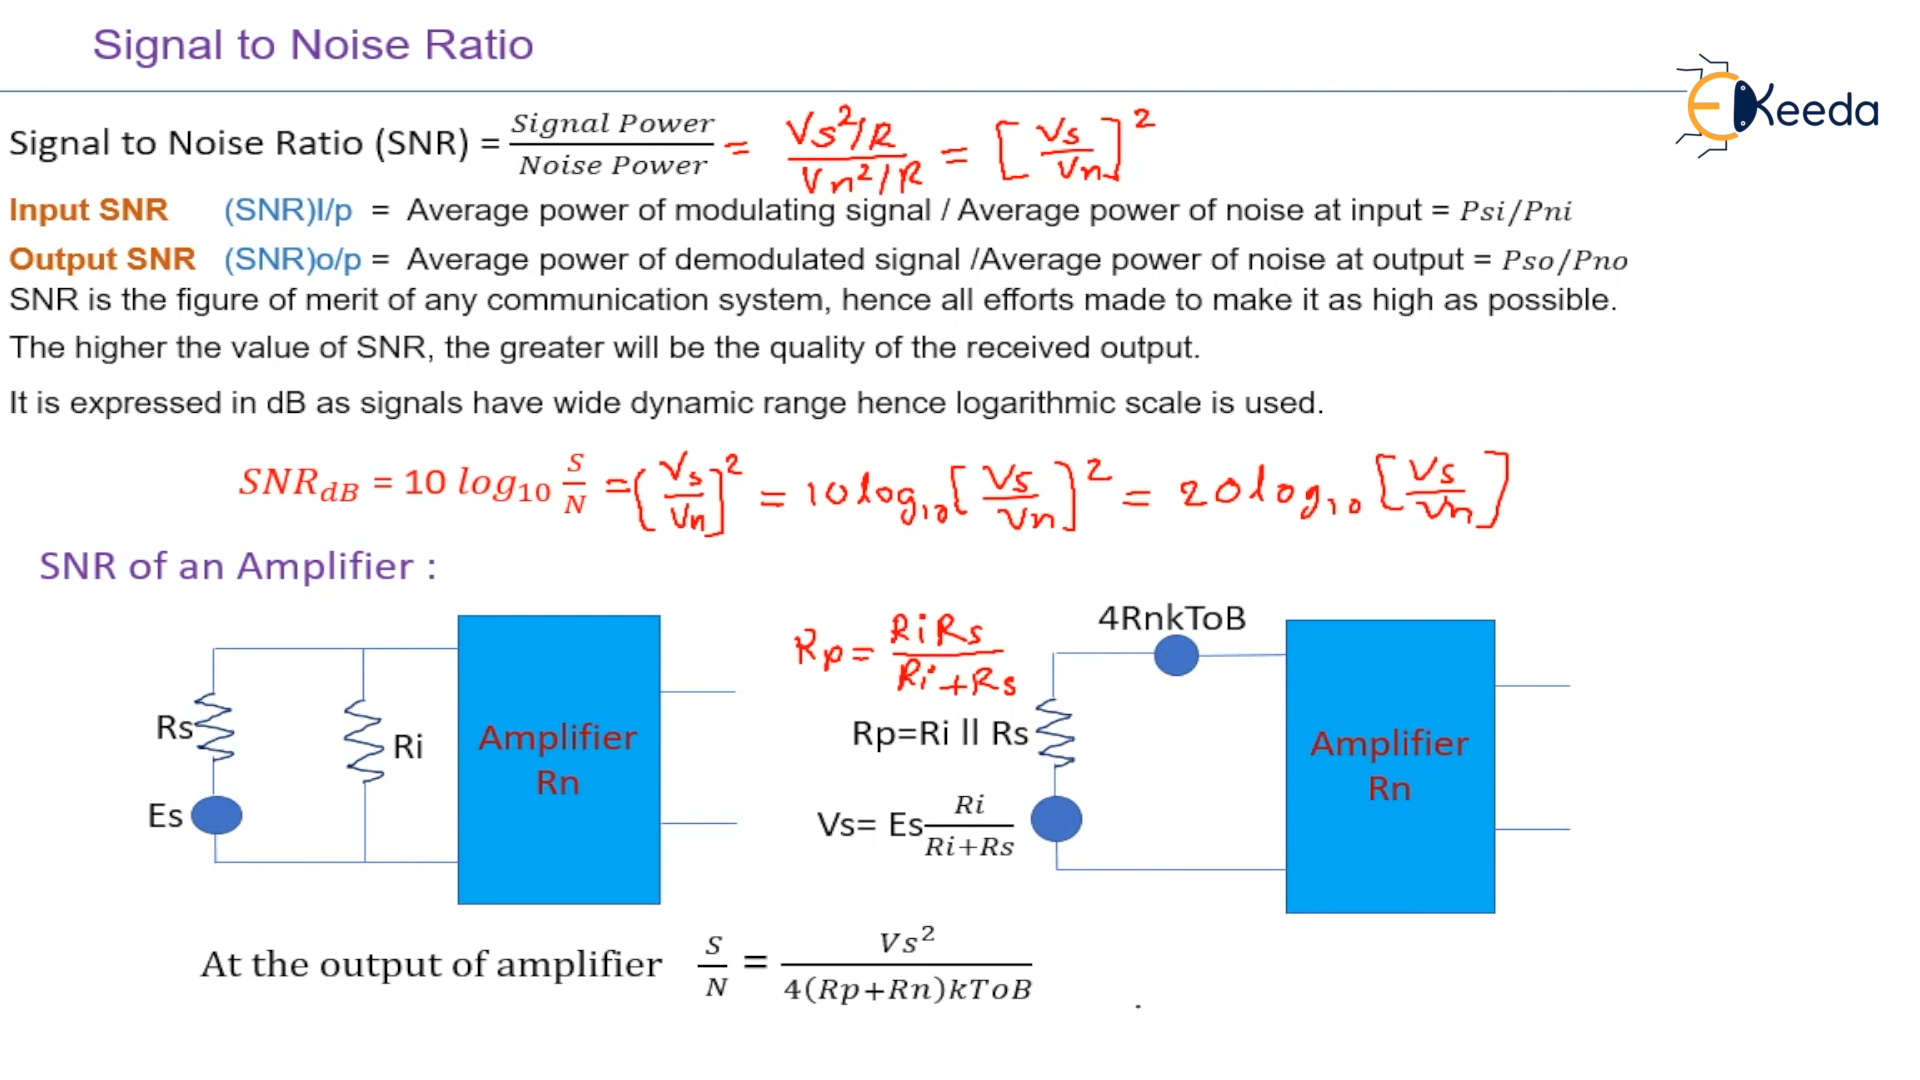 Signal to Noise Ratio
EKeeda
Signal to Noise Ratio (SNR) = Signal Power / Noise Power = Vs²/R / Vn²/R = [Vs/Vn]²
Input SNR (SNR)I/p = Average power of modulating signal / Average power of noise at input = Psi/Pni
Output SNR (SNR)o/p = Average power of demodulated signal /Average power of noise at output = Pso/Pno
SNR is the figure of merit of any communication system, hence all efforts made to make it as high as possible.
The higher the value of SNR, the greater will be the quality of the received output.
It is expressed in dB as signals have wide dynamic range hence logarithmic scale is used.
SNR_dB = 10 log₁₀ S/N = (Vs/Vn]² = 10log₁₀[Vs/Vn]² = 20log₁₀[Vs/Vn]
SNR of an Amplifier :
Rs
Ri
Es
Amplifier
Rn
Rp = RiRs / Ri+Rs
Rp=Ri ll Rs
Vs= Es Ri/Ri+Rs
4RnkToB
Amplifier
Rn
At the output of amplifier S/N = Vs² / 4(Rp+Rn)kToB